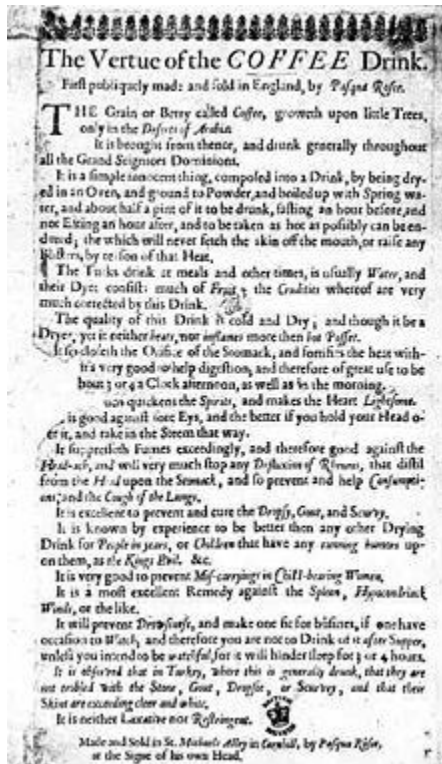 The Vertue of the COFFEE Drink.
First publiquely made and sold in England, by Pasqua Rosee.
THE Grain or Berry called Coffee, groweth upon little Trees,
only in the Deserts of Arabia.
It is brought from thence, and drunk generally throughout
all the Grand Seigniors Dominions.
It is a simple innocent thing, composed into a Drink, by being dry-
ed in an Oven, and ground to Powder, and boiled up with Spring wa-
ter, and about half a pint of it to be drunk, fasting an hour before, and
not Eating an hour after, and to be taken as hot as possibly can be en-
dured; the which will never fetch the skin off the mouth, or raise any
Blisters, by reason of that Heat.
The Turks drink at meals and other times, is usually Water, and
their Dyet consists much of Fruit, the Crudities whereof are very
much corrected by this Drink.
The quality of this Drink is cold and Dry; and though it be a
Dryer, yet it neither heats, nor inflames more then hot Posset.
It so closeth the Orifice of the Stomack, and fortifies the heat with-
it's very good to help digestion, and therefore of great use to be
bout 3 or 4 a Clock afternoon, as well as in the morning.
quickens the Spirits, and makes the Heart Lightsome.
is good against sore Eys, and the better if you hold your Head o-
er it, and take in the Steem that way.
It suppresseth Fumes exceedingly, and therefore good against the
Head-ach, and will very much stop any Defluxion of Rheums, that distil
from the Head upon the Stomack, and so prevent and help Consumpti-
ons; and the Cough of the Lungs.
It is excellent to prevent and cure the Dropsy, Gout, and Scurvy.
It is known by experience to be better then any other Drying
Drink for People in years, or Children that have any running humors up-
on them, as the Kings Evil. &c.
It is very good to prevent Mis-carryings in Child-bearing Women.
It is a most excellent Remedy against the Spleen, Hypocondriack
Winds, or the like.
It will prevent Drowsiness, and make one fit for busines, if one have
occasion to Watch, and therefore you are not to Drink of it after Supper,
unless you intend to be watchful, for it will hinder sleep for 3 or 4 hours.
It is observed that in Turkey, where this is generally drunk, that they are
not trobled with the Stone, Gout, Dropsie, or Scurvey, and that their
Skins are exceeding cleer and white.
It is neither Laxative nor Restringent.
Made and Sold in St. Michaels Alley in Cornhill, by Pasqua Rosee,
at the Signe of his own Head.